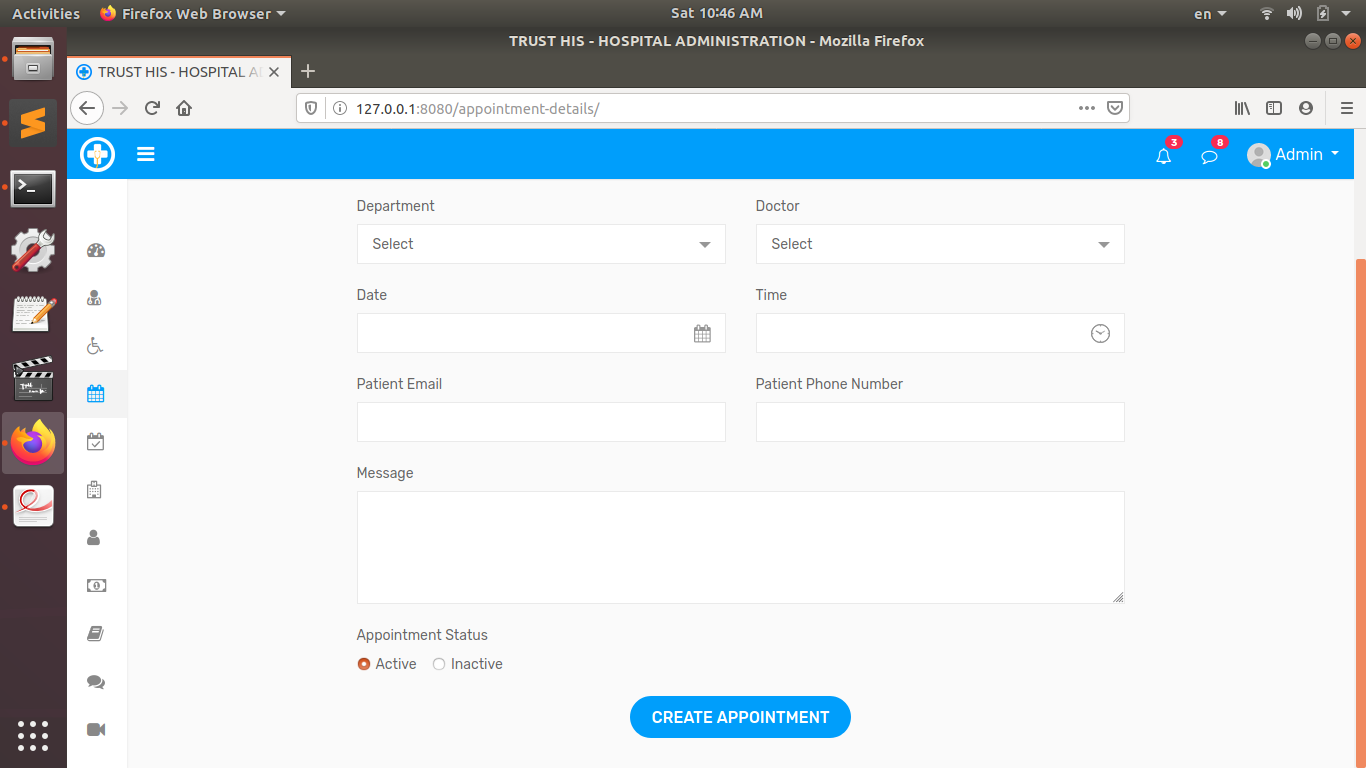 Activities Firefox Web Browser Sat 10:46 AM en
TRUST HIS - HOSPITAL ADMINISTRATION - Mozilla Firefox
TRUST HIS - HOSPITAL A
127.0.0.1:8080/appointment-details/
3 8
Admin
Department Doctor
Select Select
Date Time
Patient Email Patient Phone Number
Message
Appointment Status
Active Inactive
CREATE APPOINTMENT